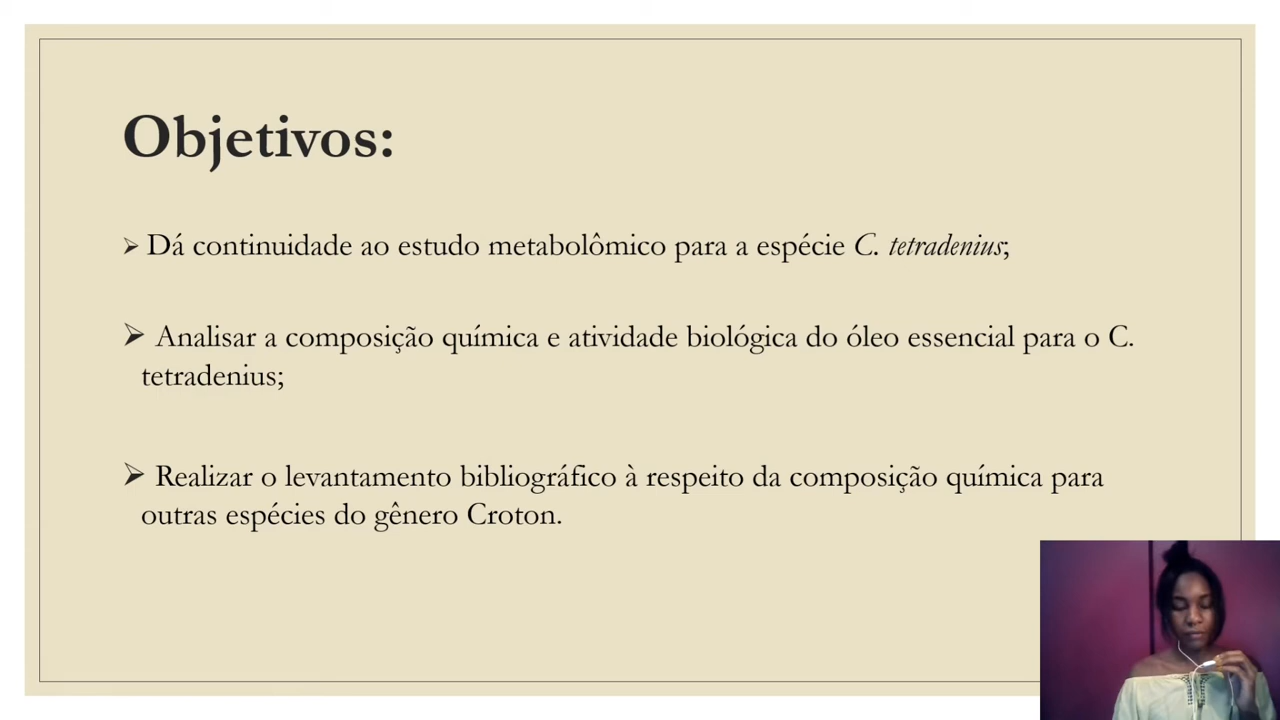 Objetivos:
➢ Dá continuidade ao estudo metabolômico para a espécie C. tetradenius;
➢ Analisar a composição química e atividade biológica do óleo essencial para o C.
tetradenius;
➢ Realizar o levantamento bibliográfico à respeito da composição química para
outras espécies do gênero Croton.